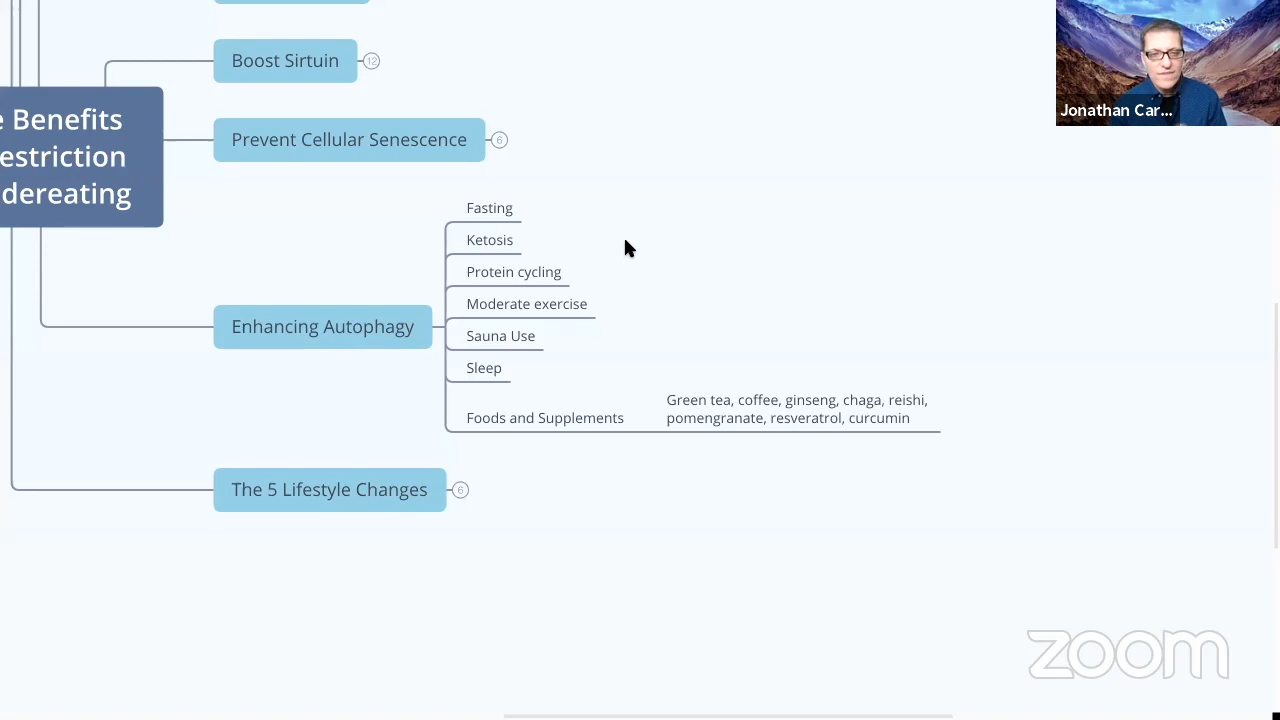 Boost Sirtuin
12
Jonathan Car...
e Benefits
estriction
dereating
Prevent Cellular Senescence
6
Fasting
Ketosis
Protein cycling
Moderate exercise
Enhancing Autophagy
Sauna Use
Sleep
Foods and Supplements
Green tea, coffee, ginseng, chaga, reishi,
pomengranate, resveratrol, curcumin
The 5 Lifestyle Changes
6
zoom